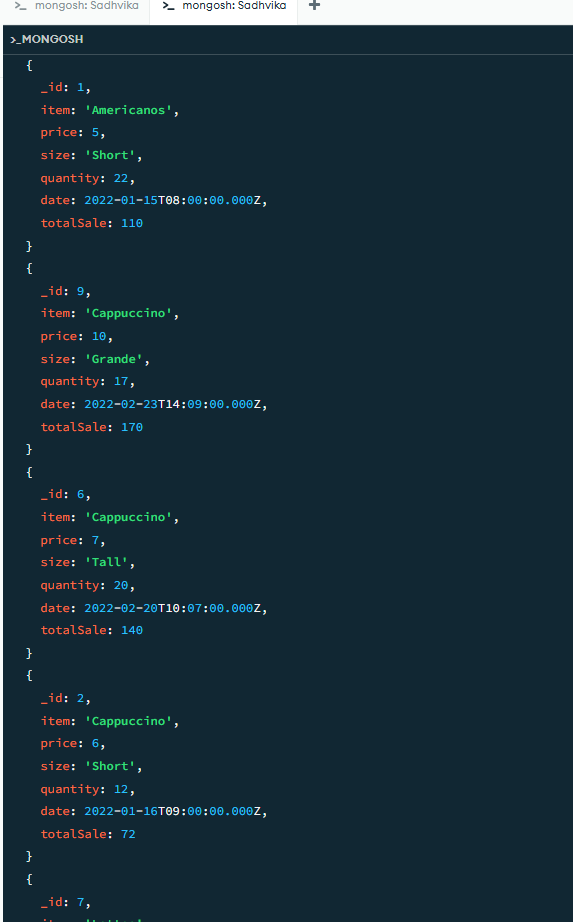 >_ mongosh: Sadhvika >_ mongosh: Sadhvika +
>_MONGOSH
{
_id: 1,
item: 'Americanos',
price: 5,
size: 'Short',
quantity: 22,
date: 2022-01-15T08:00:00.000Z,
totalSale: 110
}
{
_id: 9,
item: 'Cappuccino',
price: 10,
size: 'Grande',
quantity: 17,
date: 2022-02-23T14:09:00.000Z,
totalSale: 170
}
{
_id: 6,
item: 'Cappuccino',
price: 7,
size: 'Tall',
quantity: 20,
date: 2022-02-20T10:07:00.000Z,
totalSale: 140
}
{
_id: 2,
item: 'Cappuccino',
price: 6,
size: 'Short',
quantity: 12,
date: 2022-01-16T09:00:00.000Z,
totalSale: 72
}
{
_id: 7,